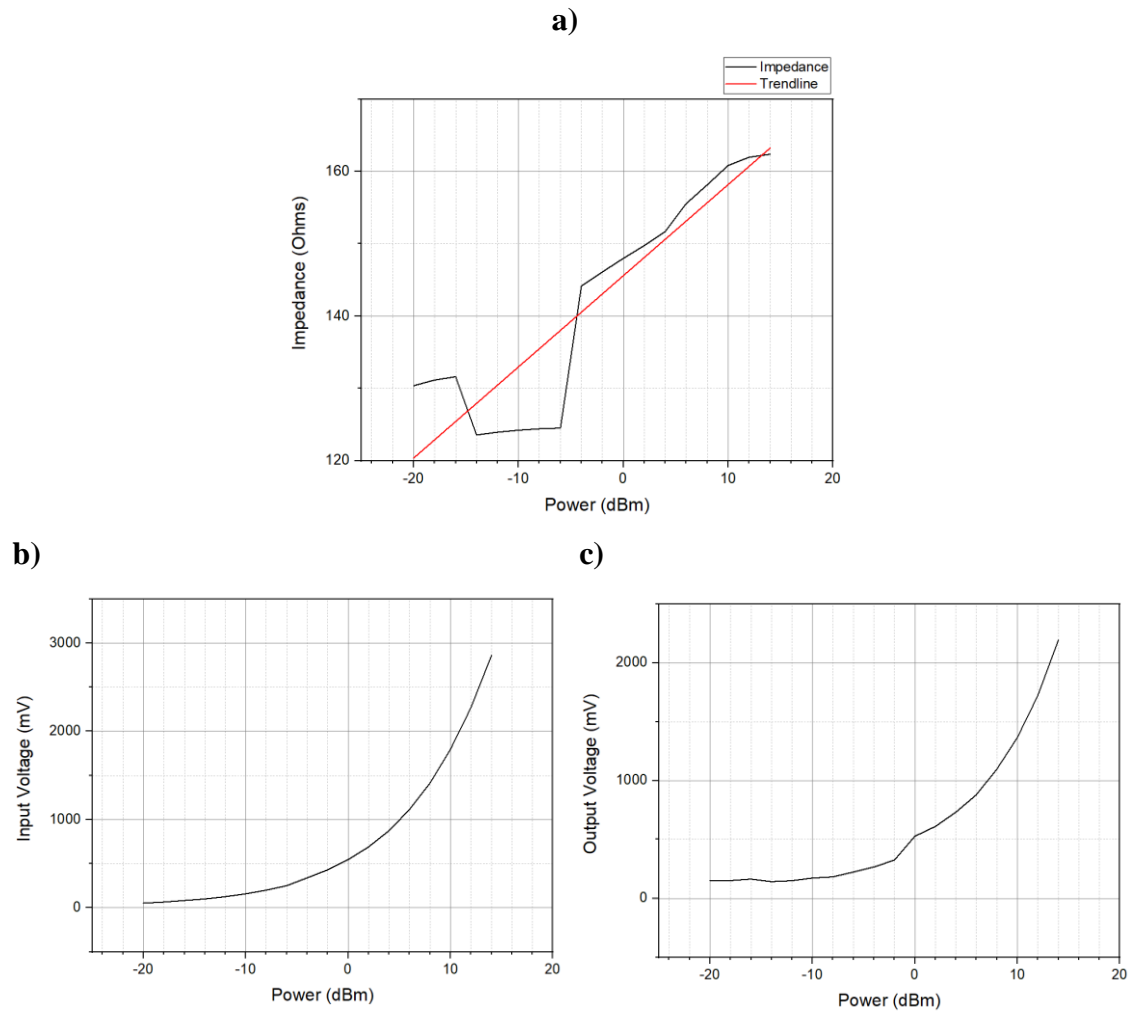 a)
Impedance
Trendline
160
140
120
Impedance (Ohms)
-20 -10 0 10 20
Power (dBm)
b)
3000
2000
1000
0
Input Voltage (mV)
-20 -10 0 10 20
Power (dBm)
c)
2000
1000
0
Output Voltage (mV)
-20 -10 0 10 20
Power (dBm)